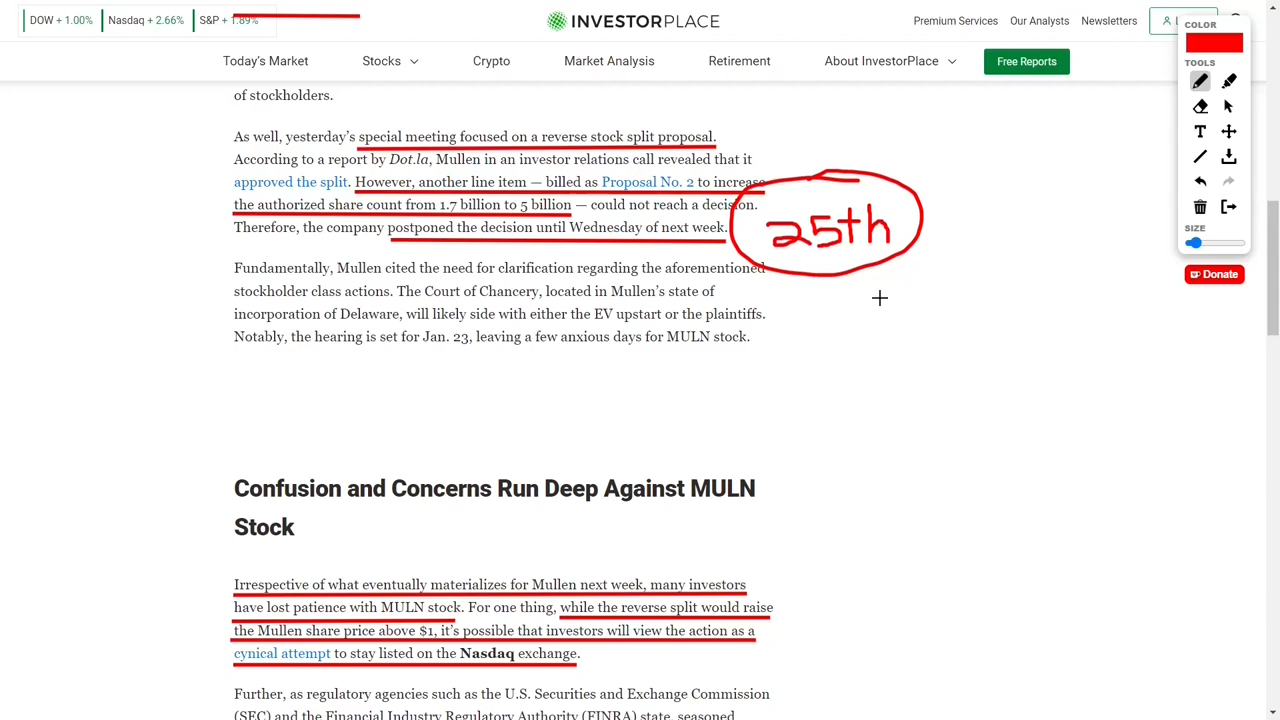 DOW + 1.00% Nasdaq + 2.66% S&P + 1.89%
INVESTORPLACE
Premium Services Our Analysts Newsletters
Today's Market Stocks Crypto Market Analysis Retirement About InvestorPlace Free Reports
COLOR
TOOLS
T
SIZE
Donate
of stockholders.
As well, yesterday's special meeting focused on a reverse stock split proposal.
According to a report by Dot.la, Mullen in an investor relations call revealed that it
approved the split. However, another line item — billed as Proposal No. 2 to increase
the authorized share count from 1.7 billion to 5 billion — could not reach a decision.
Therefore, the company postponed the decision until Wednesday of next week.
25th
Fundamentally, Mullen cited the need for clarification regarding the aforementioned
stockholder class actions. The Court of Chancery, located in Mullen's state of
incorporation of Delaware, will likely side with either the EV upstart or the plaintiffs.
Notably, the hearing is set for Jan. 23, leaving a few anxious days for MULN stock.
Confusion and Concerns Run Deep Against MULN
Stock
Irrespective of what eventually materializes for Mullen next week, many investors
have lost patience with MULN stock. For one thing, while the reverse split would raise
the Mullen share price above $1, it's possible that investors will view the action as a
cynical attempt to stay listed on the Nasdaq exchange.
Further, as regulatory agencies such as the U.S. Securities and Exchange Commission
(SEC) and the Financial Industry Regulatory Authority (FINRA) state, seasoned